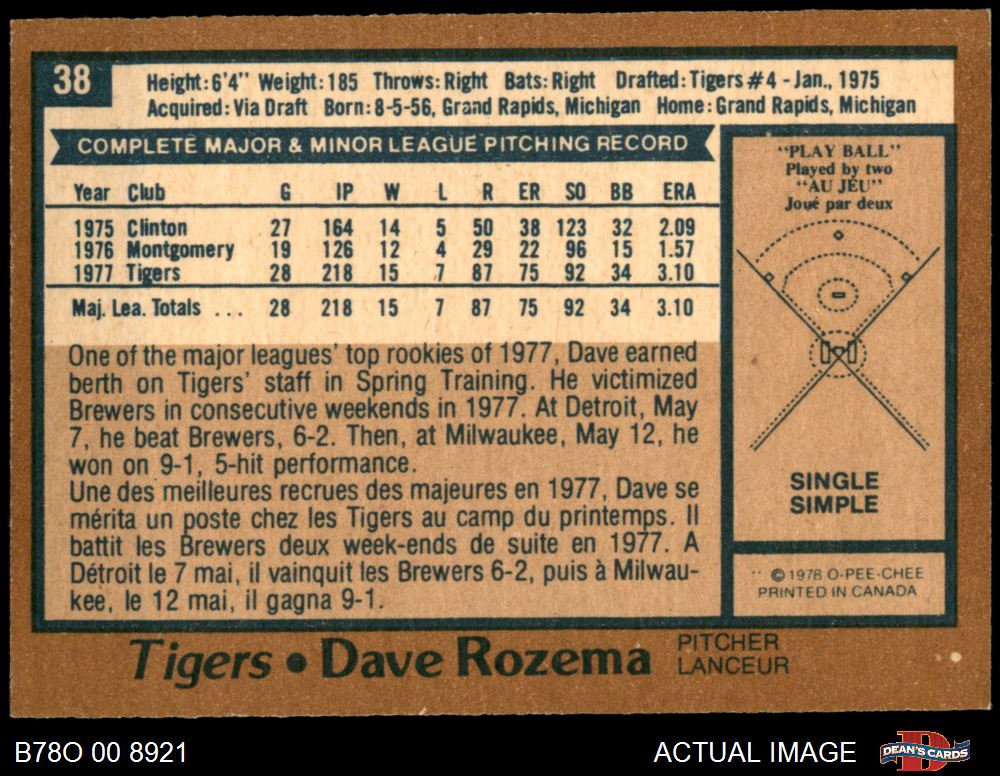 38
Height: 6'4" Weight: 185 Throws: Right Bats: Right Drafted: Tigers #4 - Jan., 1975
Acquired: Via Draft Born: 8-5-56, Grand Rapids, Michigan Home: Grand Rapids, Michigan
COMPLETE MAJOR & MINOR LEAGUE PITCHING RECORD
Year Club G IP W L R ER SO BB ERA
1975 Clinton 27 164 14 5 50 38 123 32 2.09
1976 Montgomery 19 126 12 4 29 22 96 15 1.57
1977 Tigers 28 218 15 7 87 75 92 34 3.10
Maj. Lea. Totals ... 28 218 15 7 87 75 92 34 3.10
One of the major leagues' top rookies of 1977, Dave earned
berth on Tigers' staff in Spring Training. He victimized
Brewers in consecutive weekends in 1977. At Detroit, May
7, he beat Brewers, 6-2. Then, at Milwaukee, May 12, he
won on 9-1, 5-hit performance.
Une des meilleures recrues des majeures en 1977, Dave se
mérita un poste chez les Tigers au camp du printemps. Il
battit les Brewers deux week-ends de suite en 1977. A
Détroit le 7 mai, il vainquit les Brewers 6-2, puis à Milwau-
kee, le 12 mai, il gagna 9-1.
"PLAY BALL"
Played by two
"AU JEU"
Joué par deux
SINGLE
SIMPLE
©1978 O-PEE-CHEE
PRINTED IN CANADA
Tigers • Dave Rozema
PITCHER
LANCEUR
B78O 00 8921
ACTUAL IMAGE
DEAN'S CARDS